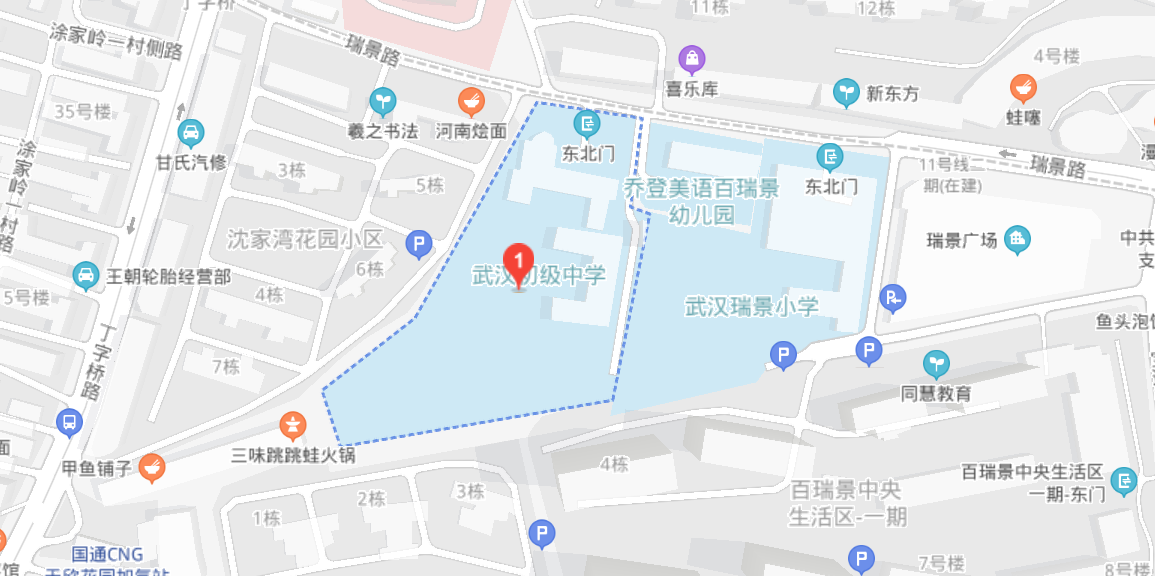 丁字桥
11栋
12栋
涂家岭一村侧路
瑞景路
4号楼
喜乐库
新东方
35号楼
羲之书法
河南烩面
蛙噻
甘氏汽修
东北门
涂家岭一村路
3栋
5栋
东北门
11号线二
期(在建)
瑞景路
漫
乔登美语百瑞景
幼儿园
沈家湾花园小区
瑞景广场
中共
支
6栋
1
武汉初级中学
王朝轮胎经营部
5号楼
4栋
武汉瑞景小学
鱼头泡饭
丁字桥路
7栋
同慧教育
面
三味跳跳蛙火锅
甲鱼铺子
4栋
百瑞景中央生活区
一期-东门
2栋
3栋
百瑞景中央
生活区-一期
1栋
国通CNG
7号楼
8号楼
馆